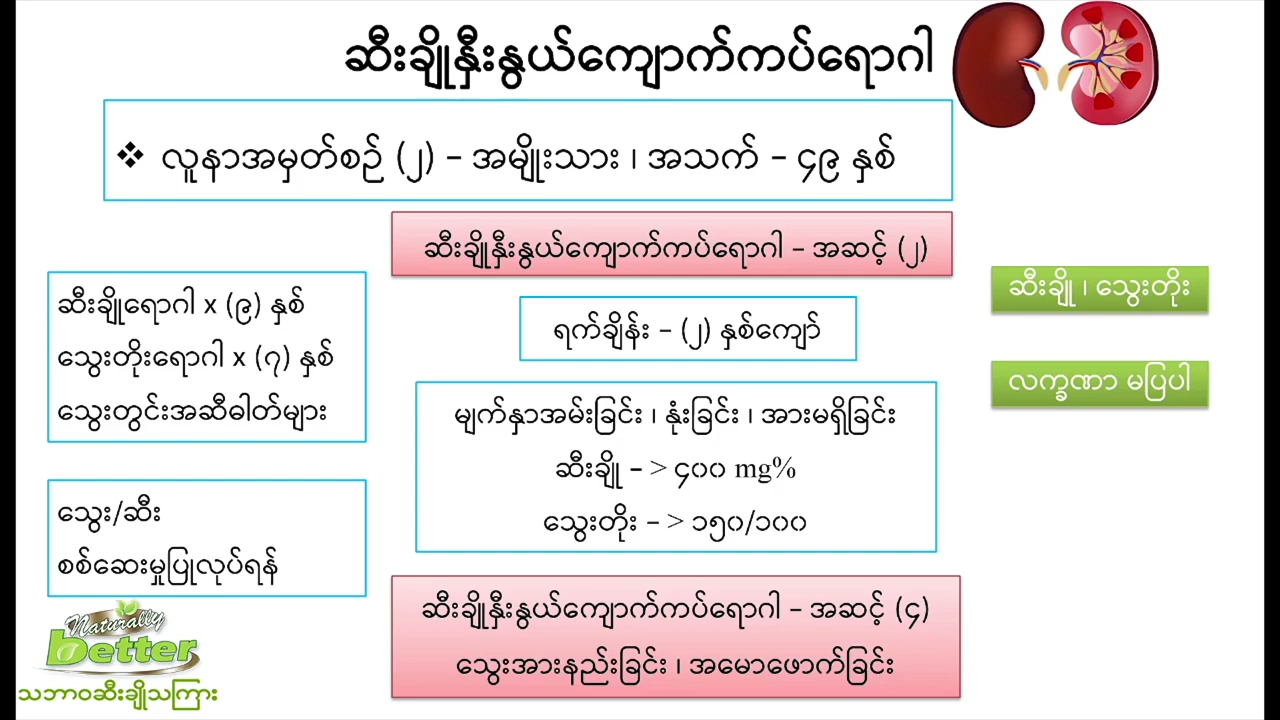 ဆီးချိုနှီးနွယ်ကျောက်ကပ်ရောဂါ
❖ လူနာအမှတ်စဉ် (၂) – အမျိုးသား ၊ အသက် – ၄၉ နှစ်
ဆီးချိုနှီးနွယ်ကျောက်ကပ်ရောဂါ – အဆင့် (၂)
ဆီးချိုရောဂါ x (၉) နှစ်
သွေးတိုးရောဂါ x (၇) နှစ်
သွေးတွင်းအဆီဓါတ်များ
ရက်ချိန်း – (၂) နှစ်ကျော်
ဆီးချို ၊ သွေးတိုး
လက္ခဏာ မပြပါ
မျက်နှာအမ်းခြင်း ၊ နုံးခြင်း ၊ အားမရှိခြင်း
ဆီးချို – > ၄၀၀ mg%
သွေးတိုး – > ၁၅၀/၁၀၀
သွေး/ဆီး
စစ်ဆေးမှုပြုလုပ်ရန်
ဆီးချိုနှီးနွယ်ကျောက်ကပ်ရောဂါ – အဆင့် (၄)
သွေးအားနည်းခြင်း ၊ အမောဖောက်ခြင်း
Naturally
better
သဘာဝဆီးချိုသကြား